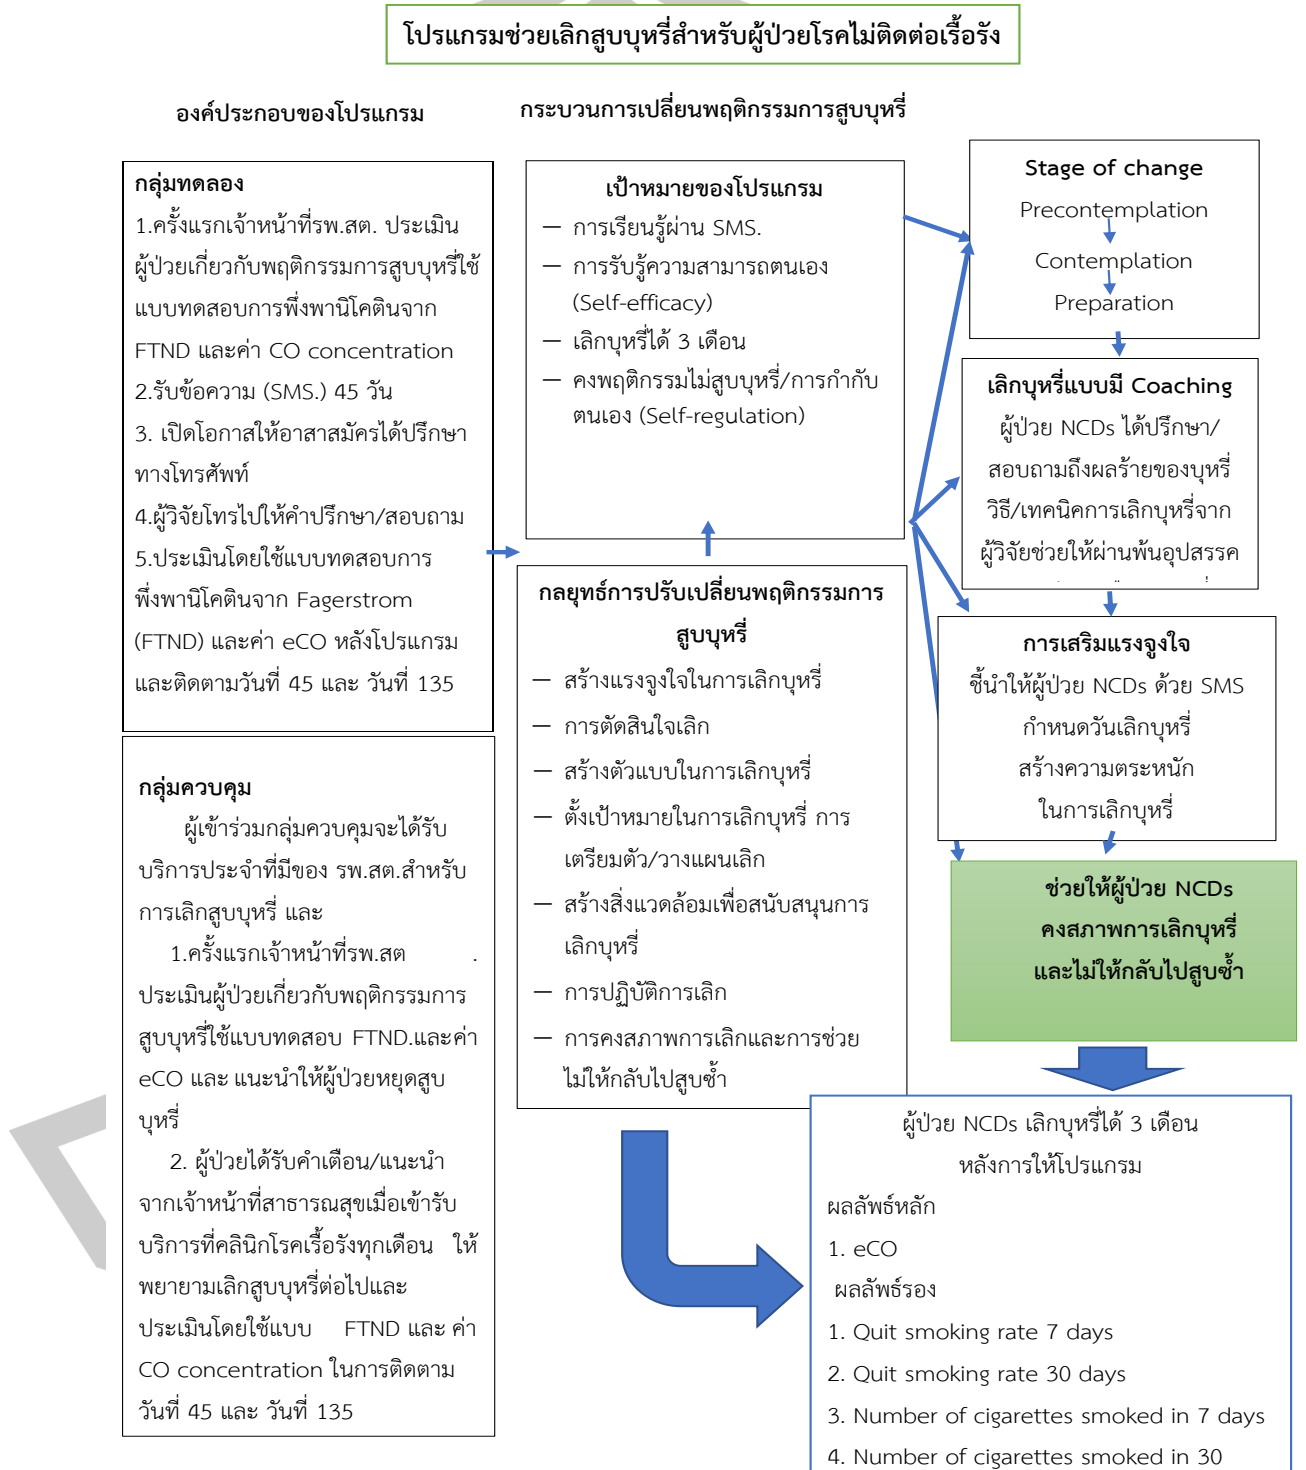 โปรแกรมช่วยเลิกสูบบุหรี่สำหรับผู้ป่วยโรคไม่ติดต่อเรื้อรัง
องค์ประกอบของโปรแกรม
กระบวนการเปลี่ยนพฤติกรรมการสูบบุหรี่
กลุ่มทดลอง
1.ครั้งแรกเจ้าหน้าที่รพ.สต. ประเมิน
ผู้ป่วยเกี่ยวกับพฤติกรรมการสูบบุหรี่ใช้
แบบทดสอบการพึ่งพานิโคตินจาก
FTND และค่า CO concentration
2.รับข้อความ (SMS.) 45 วัน
3. เปิดโอกาสให้อาสาสมัครได้ปรึกษา
ทางโทรศัพท์
4.ผู้วิจัยโทรไปให้คำปรึกษา/สอบถาม
5.ประเมินโดยใช้แบบทดสอบการ
พึ่งพานิโคตินจาก Fagerstrom
(FTND) และค่า eCO หลังโปรแกรม
และติดตามวันที่ 45 และ วันที่ 135
กลุ่มควบคุม
ผู้เข้าร่วมกลุ่มควบคุมจะได้รับ
บริการประจำที่มีของ รพ.สต.สำหรับ
การเลิกสูบบุหรี่ และ
1.ครั้งแรกเจ้าหน้าที่รพ.สต .
ประเมินผู้ป่วยเกี่ยวกับพฤติกรรมการ
สูบบุหรี่ใช้แบบทดสอบ FTND.และค่า
eCO และ แนะนำให้ผู้ป่วยหยุดสูบ
บุหรี่
2. ผู้ป่วยได้รับคำเตือน/แนะนำ
จากเจ้าหน้าที่สาธารณสุขเมื่อเข้ารับ
บริการที่คลินิกโรคเรื้อรังทุกเดือน ให้
พยายามเลิกสูบบุหรี่ต่อไปและ
ประเมินโดยใช้แบบ FTND และ ค่า
CO concentration ในการติดตาม
วันที่ 45 และ วันที่ 135
เป้าหมายของโปรแกรม
— การเรียนรู้ผ่าน SMS.
— การรับรู้ความสามารถตนเอง
(Self-efficacy)
— เลิกบุหรี่ได้ 3 เดือน
— คงพฤติกรรมไม่สูบบุหรี่/การกำกับ
ตนเอง (Self-regulation)
กลยุทธ์การปรับเปลี่ยนพฤติกรรมการ
สูบบุหรี่
— สร้างแรงจูงใจในการเลิกบุหรี่
— การตัดสินใจเลิก
— สร้างตัวแบบในการเลิกบุหรี่
— ตั้งเป้าหมายในการเลิกบุหรี่ การ
เตรียมตัว/วางแผนเลิก
— สร้างสิ่งแวดล้อมเพื่อสนับสนุนการ
เลิกบุหรี่
— การปฏิบัติการเลิก
— การคงสภาพการเลิกและการช่วย
ไม่ให้กลับไปสูบซ้ำ
Stage of change
Precontemplation
Contemplation
Preparation
เลิกบุหรี่แบบมี Coaching
ผู้ป่วย NCDs ได้ปรึกษา/
สอบถามถึงผลร้ายของบุหรี่
วิธี/เทคนิคการเลิกบุหรี่จาก
ผู้วิจัยช่วยให้ผ่านพ้นอุปสรรค
การเสริมแรงจูงใจ
ชี้นำให้ผู้ป่วย NCDs ด้วย SMS
กำหนดวันเลิกบุหรี่
สร้างความตระหนัก
ในการเลิกบุหรี่
ช่วยให้ผู้ป่วย NCDs
คงสภาพการเลิกบุหรี่
และไม่ให้กลับไปสูบซ้ำ
ผู้ป่วย NCDs เลิกบุหรี่ได้ 3 เดือน
หลังการให้โปรแกรม
ผลลัพธ์หลัก
1. eCO
ผลลัพธ์รอง
1. Quit smoking rate 7 days
2. Quit smoking rate 30 days
3. Number of cigarettes smoked in 7 days
4. Number of cigarettes smoked in 30